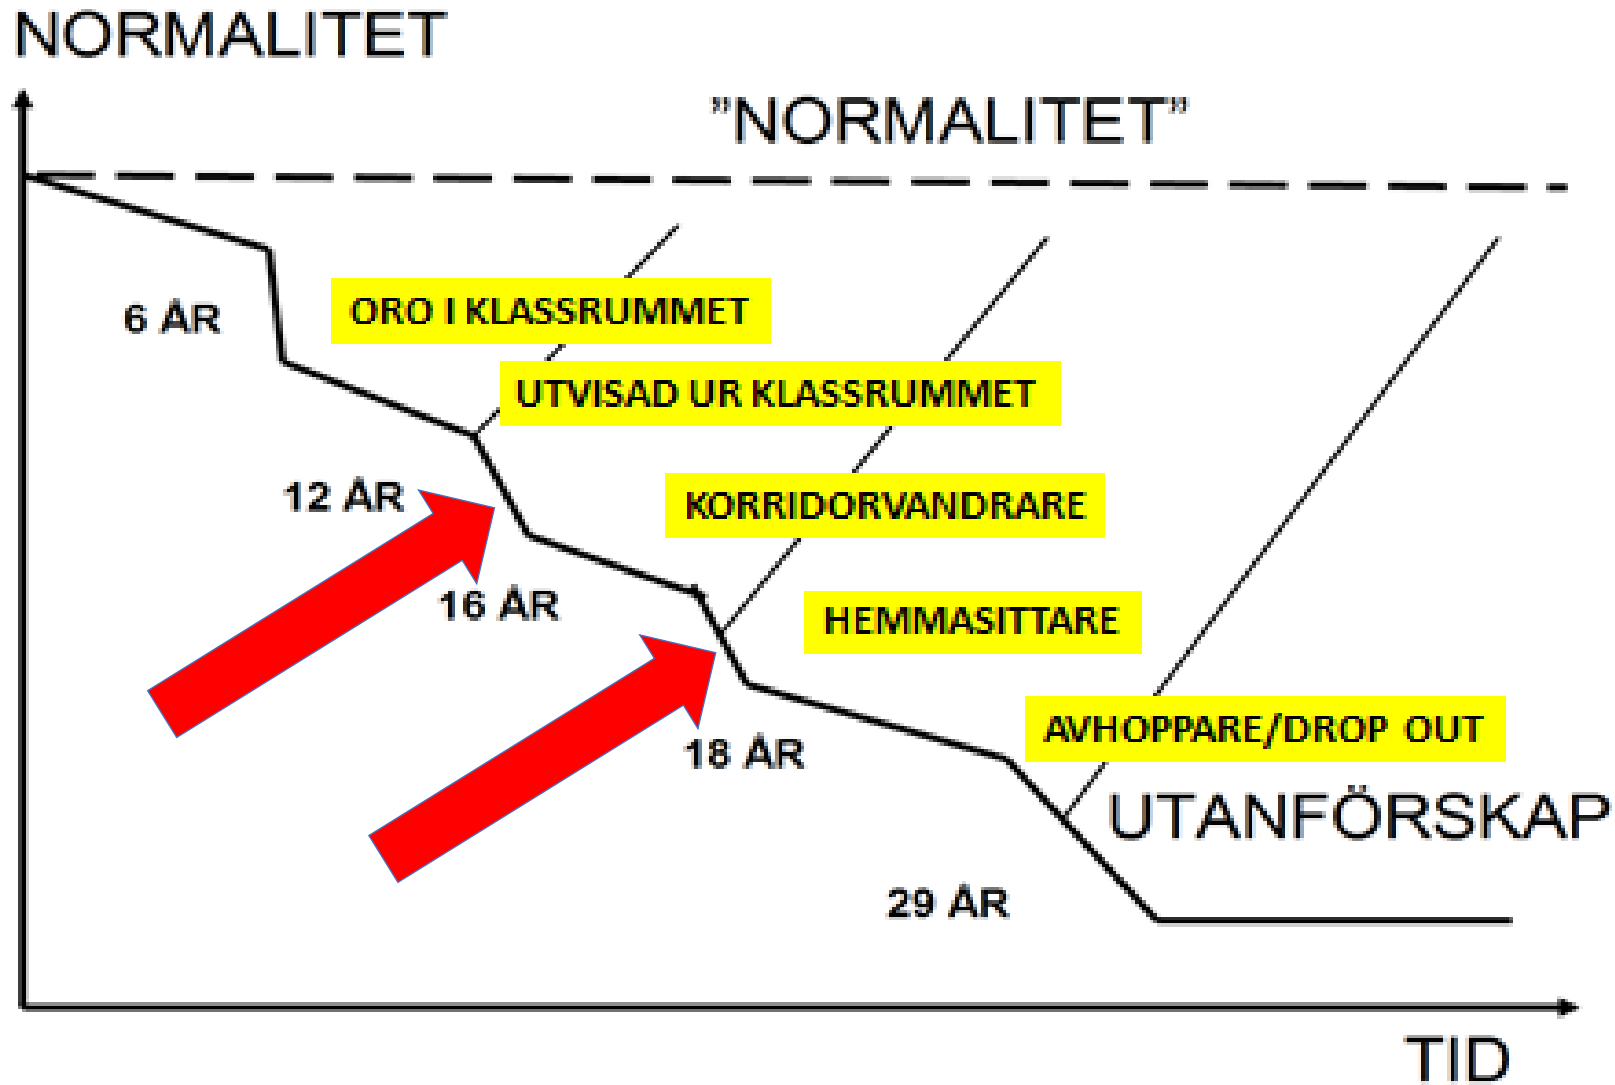 NORMALITET
”NORMALITET”
6 ÅR
ORO I KLASSRUMMET
UTVISAD UR KLASSRUMMET
12 ÅR
KORRIDORVANDRARE
16 ÅR
HEMMASITTARE
18 ÅR
AVHOPPARE/DROP OUT
UTANFÖRSKAP
29 ÅR
TID